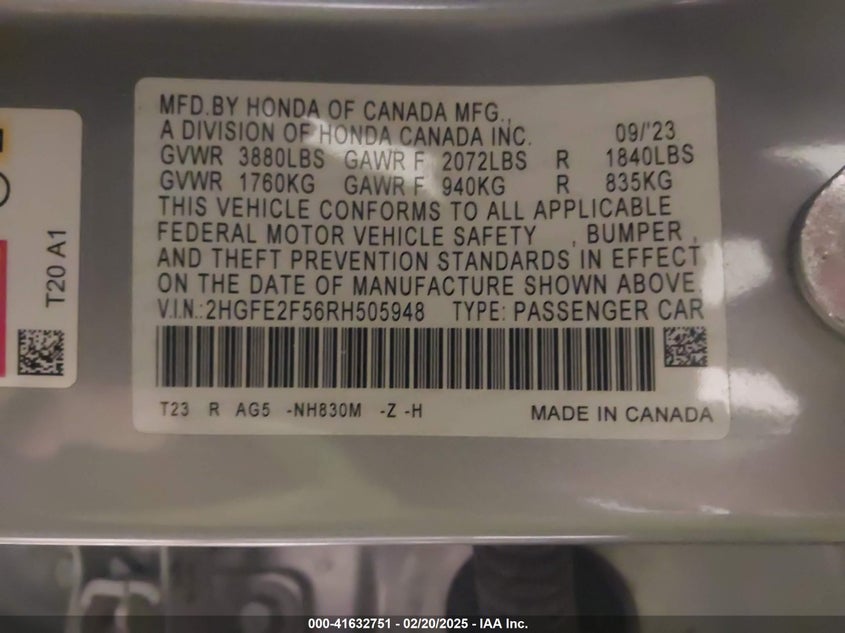 MFD.BY HONDA OF CANADA MFG.,
A DIVISION OF HONDA CANADA INC. 09/'23
GVWR 3880LBS GAWR F 2072LBS R 1840LBS
GVWR 1760KG GAWR F 940KG R 835KG
THIS VEHICLE CONFORMS TO ALL APPLICABLE
FEDERAL MOTOR VEHICLE SAFETY , BUMPER ,
AND THEFT PREVENTION STANDARDS IN EFFECT
ON THE DATE OF MANUFACTURE SHOWN ABOVE.
V.I.N.:2HGFE2F56RH505948 TYPE: PASSENGER CAR
T23 R AG5 -NH830M -Z -H MADE IN CANADA
T20 A1
000-41632751 - 02/20/2025 - IAA Inc.